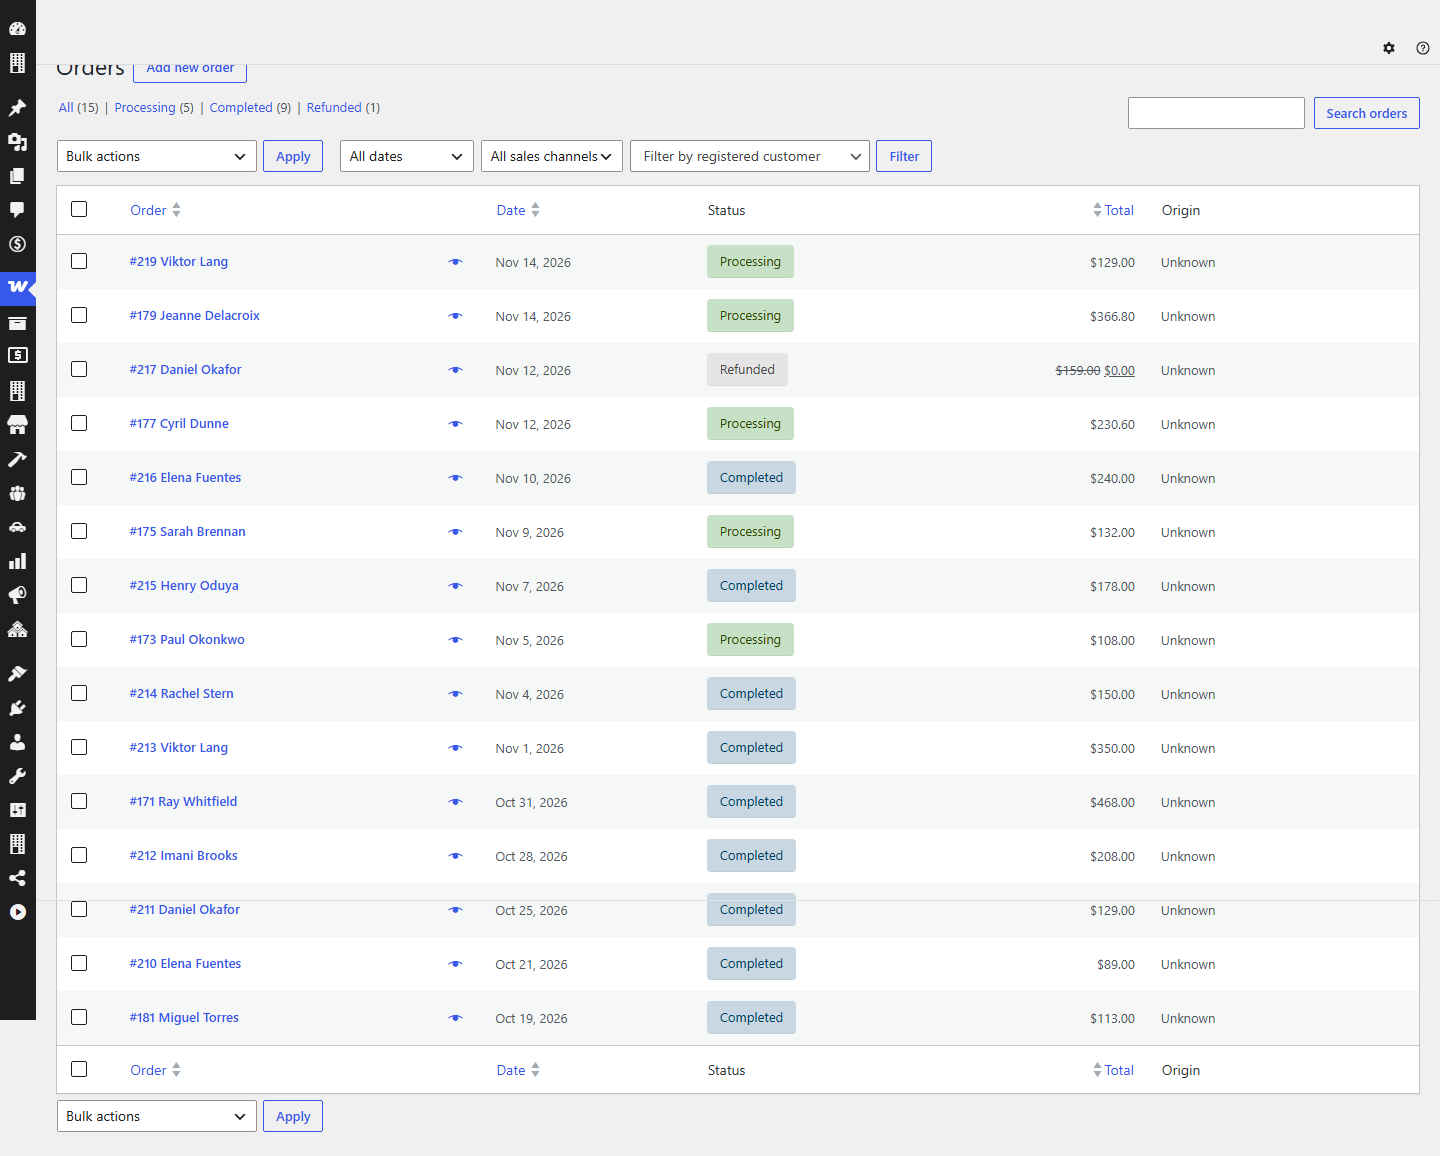 Orders Add new order
All (15) | Processing (5) | Completed (9) | Refunded (1)
Search orders
Bulk actions Apply All dates All sales channels Filter by registered customer Filter
Order Date Status Total Origin
#219 Viktor Lang Nov 14, 2026 Processing $129.00 Unknown
#179 Jeanne Delacroix Nov 14, 2026 Processing $366.80 Unknown
#217 Daniel Okafor Nov 12, 2026 Refunded $159.00 $0.00 Unknown
#177 Cyril Dunne Nov 12, 2026 Processing $230.60 Unknown
#216 Elena Fuentes Nov 10, 2026 Completed $240.00 Unknown
#175 Sarah Brennan Nov 9, 2026 Processing $132.00 Unknown
#215 Henry Oduya Nov 7, 2026 Completed $178.00 Unknown
#173 Paul Okonkwo Nov 5, 2026 Processing $108.00 Unknown
#214 Rachel Stern Nov 4, 2026 Completed $150.00 Unknown
#213 Viktor Lang Nov 1, 2026 Completed $350.00 Unknown
#171 Ray Whitfield Oct 31, 2026 Completed $468.00 Unknown
#212 Imani Brooks Oct 28, 2026 Completed $208.00 Unknown
#211 Daniel Okafor Oct 25, 2026 Completed $129.00 Unknown
#210 Elena Fuentes Oct 21, 2026 Completed $89.00 Unknown
#181 Miguel Torres Oct 19, 2026 Completed $113.00 Unknown
Order Date Status Total Origin
Bulk actions Apply